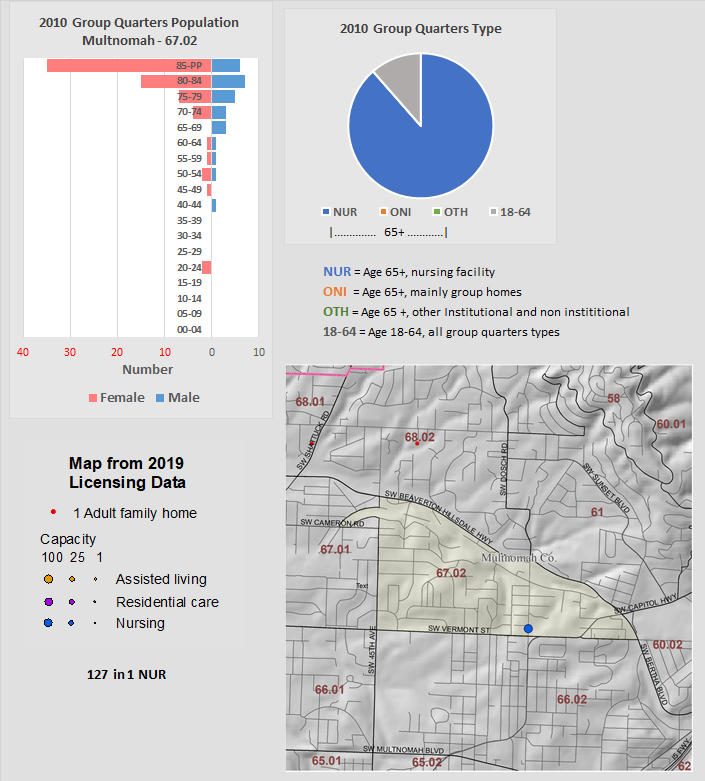 2010 Group Quarters Population
Multnomah - 67.02
85-PP
80-84
75-79
70-74
65-69
60-64
55-59
50-54
45-49
40-44
35-39
30-34
25-29
20-24
15-19
10-14
05-09
00-04
40 30 20 10 0 10
Number
Female Male
2010 Group Quarters Type
NUR ONI OTH 18-64
|.............. 65+ ............|
NUR = Age 65+, nursing facility
ONI = Age 65+, mainly group homes
OTH = Age 65 +, other Institutional and non instititional
18-64 = Age 18-64, all group quarters types
Map from 2019
Licensing Data
1 Adult family home
Capacity
100 25 1
Assisted living
Residential care
Nursing
127 in 1 NUR
68.01
58
60.01
SW SHATTUCK RD
68.02
SW DOSCH RD
SW SUNSET BLVD
61
SW BEAVERTON HILLSDALE HWY
SW CAMERON RD
67.01
Multnomah Co.
67.02
Text
SW CAPITOL HWY
SW VERMONT ST
SW 45TH AVE
60.02
SW BERTHA BLVD
66.01
66.02
SW MULTNOMAH BLVD
I5 FWY
65.01
65.02
62